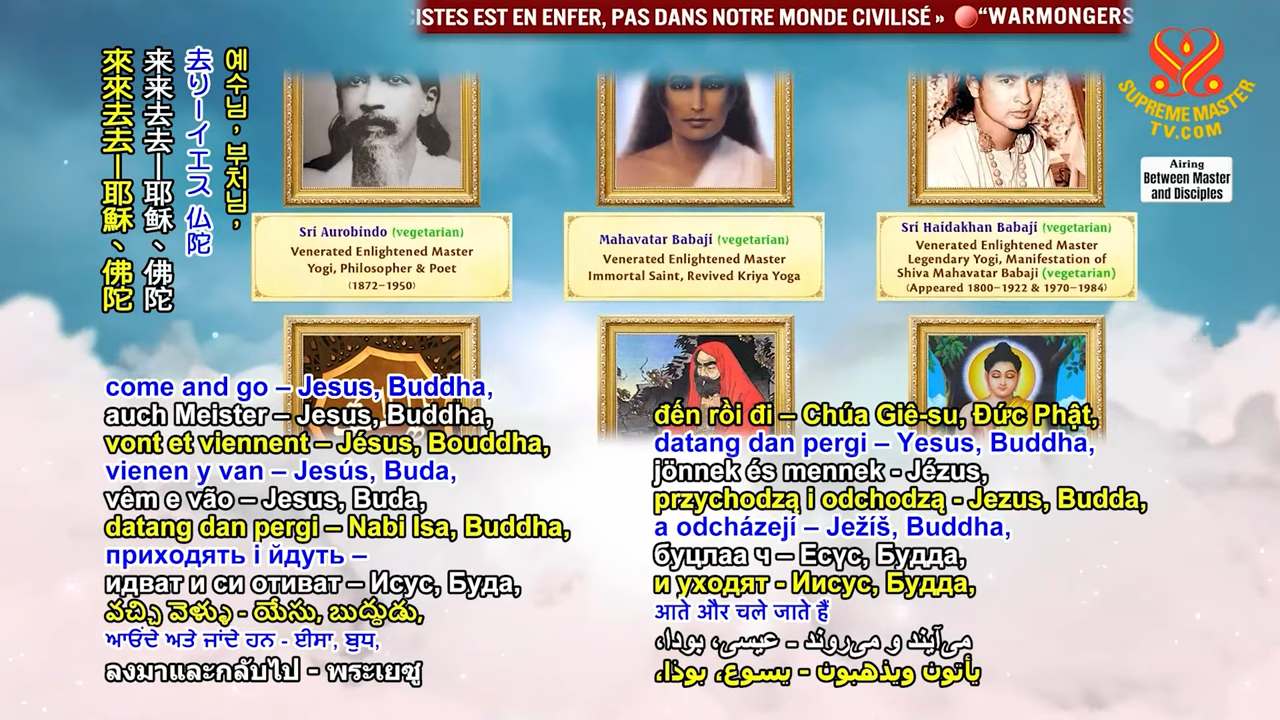 CISTES EST EN ENFER, PAS DANS NOTRE MONDE CIVILISÉ » “WARMONGERS
SUPREME MASTER
TV.COM
Airing
Between Master
and Disciples
예수님, 부처님,
去りーイエス 仏陀
来来去去—耶稣、佛陀
來來去去—耶穌、佛陀
Sri Aurobindo (vegetarian)
Venerated Enlightened Master
Yogi, Philosopher & Poet
(1872–1950)
Mahavatar Babaji (vegetarian)
Venerated Enlightened Master
Immortal Saint, Revived Kriya Yoga
Sri Haidakhan Babaji (vegetarian)
Venerated Enlightened Master
Legendary Yogi, Manifestation of
Shiva Mahavatar Babaji (vegetarian)
(Appeared 1800–1922 & 1970–1984)
come and go – Jesus, Buddha,
auch Meister – Jesus, Buddha,
vont et viennent – Jésus, Bouddha,
vienen y van – Jesús, Buda,
vêm e vão – Jesus, Buda,
datang dan pergi – Nabi Isa, Buddha,
приходять і йдуть –
идват и си отиват – Исус, Буда,
వచ్చి వెళ్ళు - యేసు, బుద్ధుడు,
ਆਓਂਦੇ ਅਤੇ ਜਾਂਦੇ ਹਨ - ਈਸਾ, ਬੁਧ,
ลงมาและกลับไป - พระเยซู
đến rồi đi – Chúa Giê-su, Đức Phật,
datang dan pergi – Yesus, Buddha,
jönnek és mennek - Jézus,
przychodzą i odchodzą - Jezus, Budda,
a odcházejí – Ježíš, Buddha,
буцлаа ч – Есүс, Будда,
и уходят - Иисус, Будда,
आते और चले जाते हैं
می‌آیند و می‌روند - عیسی، بودا،
يأتون ويذهبون - يسوع، بوذا،